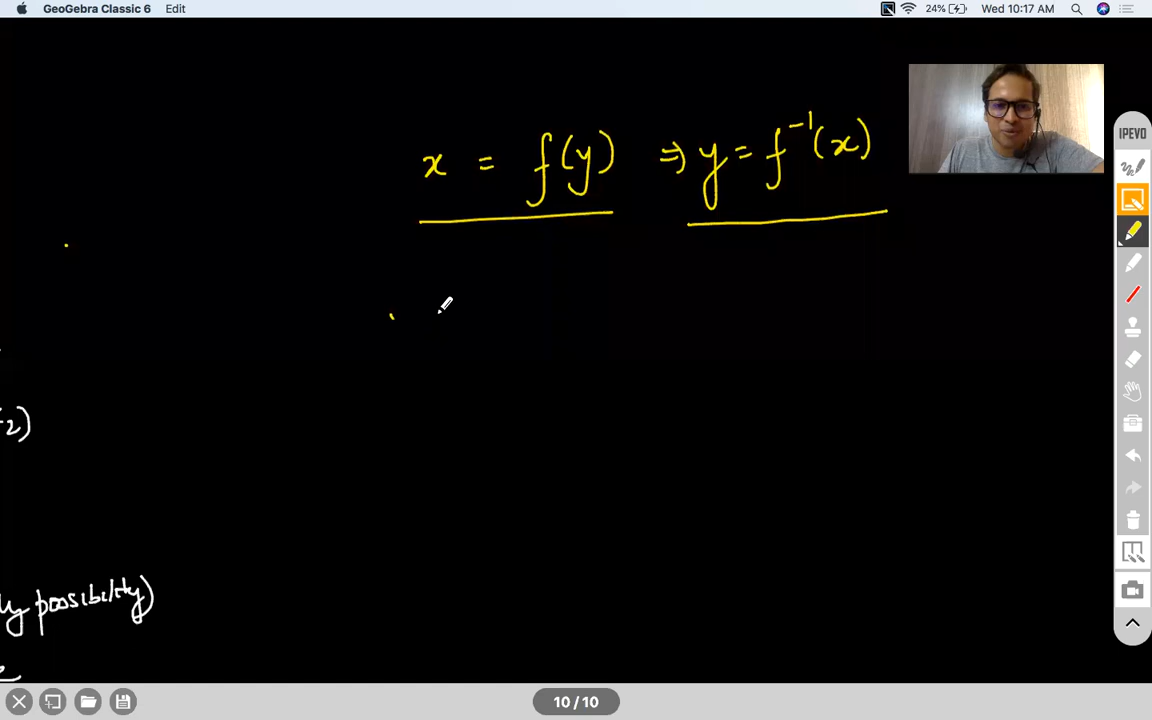 GeoGebra Classic 6 Edit 24% Wed 10:17 AM
IPEVO
x = f(y) ⇒ y = f⁻¹(x)
2)
possibility)
10 / 10